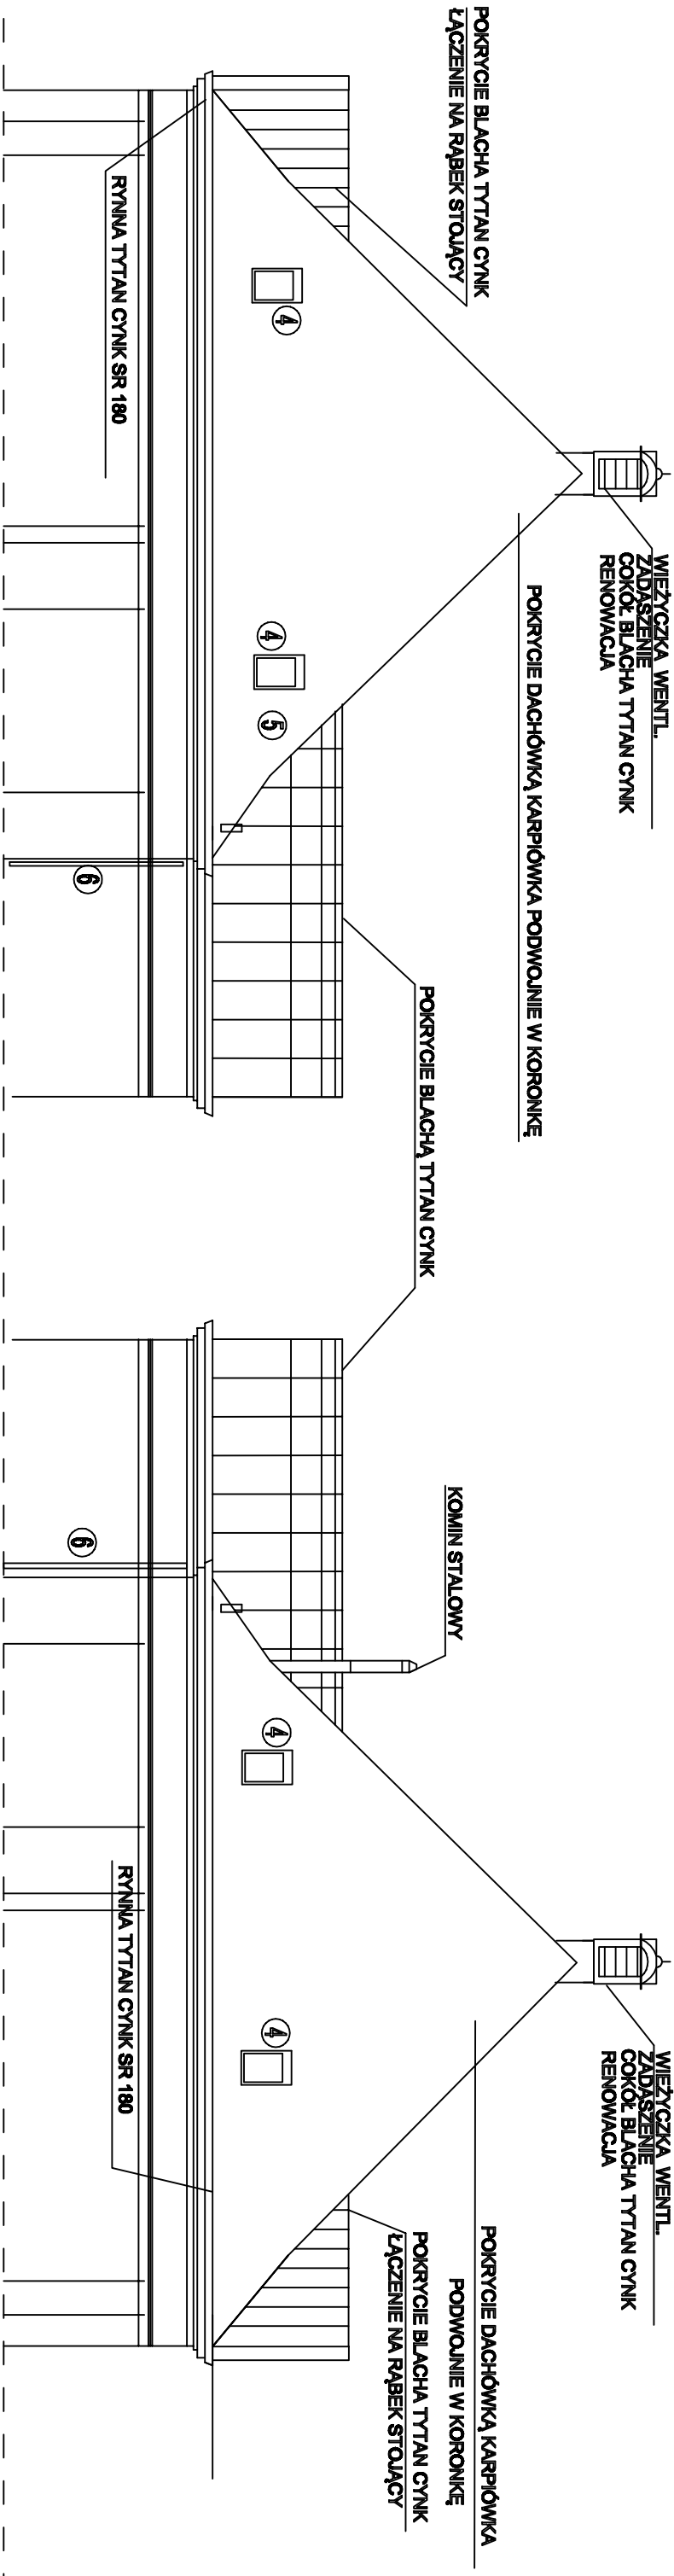 POKRYCIE BLACHA TYTAN CYNK
ŁĄCZENIE NA RĄBEK STOJĄCY
RYNNA TYTAN CYNK SR 180
4
WIEŻYCZKA WENTL.
ZADASZENIE
COKÓŁ BLACHA TYTAN CYNK
RENOWACJA
POKRYCIE DACHÓWKĄ KARPIÓWKA PODWOJNIE W KORONKĘ
4
5
6
POKRYCIE BLACHĄ TYTAN CYNK
KOMIN STALOWY
6
4
RYNNA TYTAN CYNK SR 180
4
WIEŻYCZKA WENTL.
ZADASZENIE
COKÓŁ BLACHA TYTAN CYNK
RENOWACJA
POKRYCIE DACHÓWKĄ KARPIÓWKA
PODWOJNIE W KORONKĘ
POKRYCIE BLACHA TYTAN CYNK
ŁĄCZENIE NA RĄBEK STOJĄCY